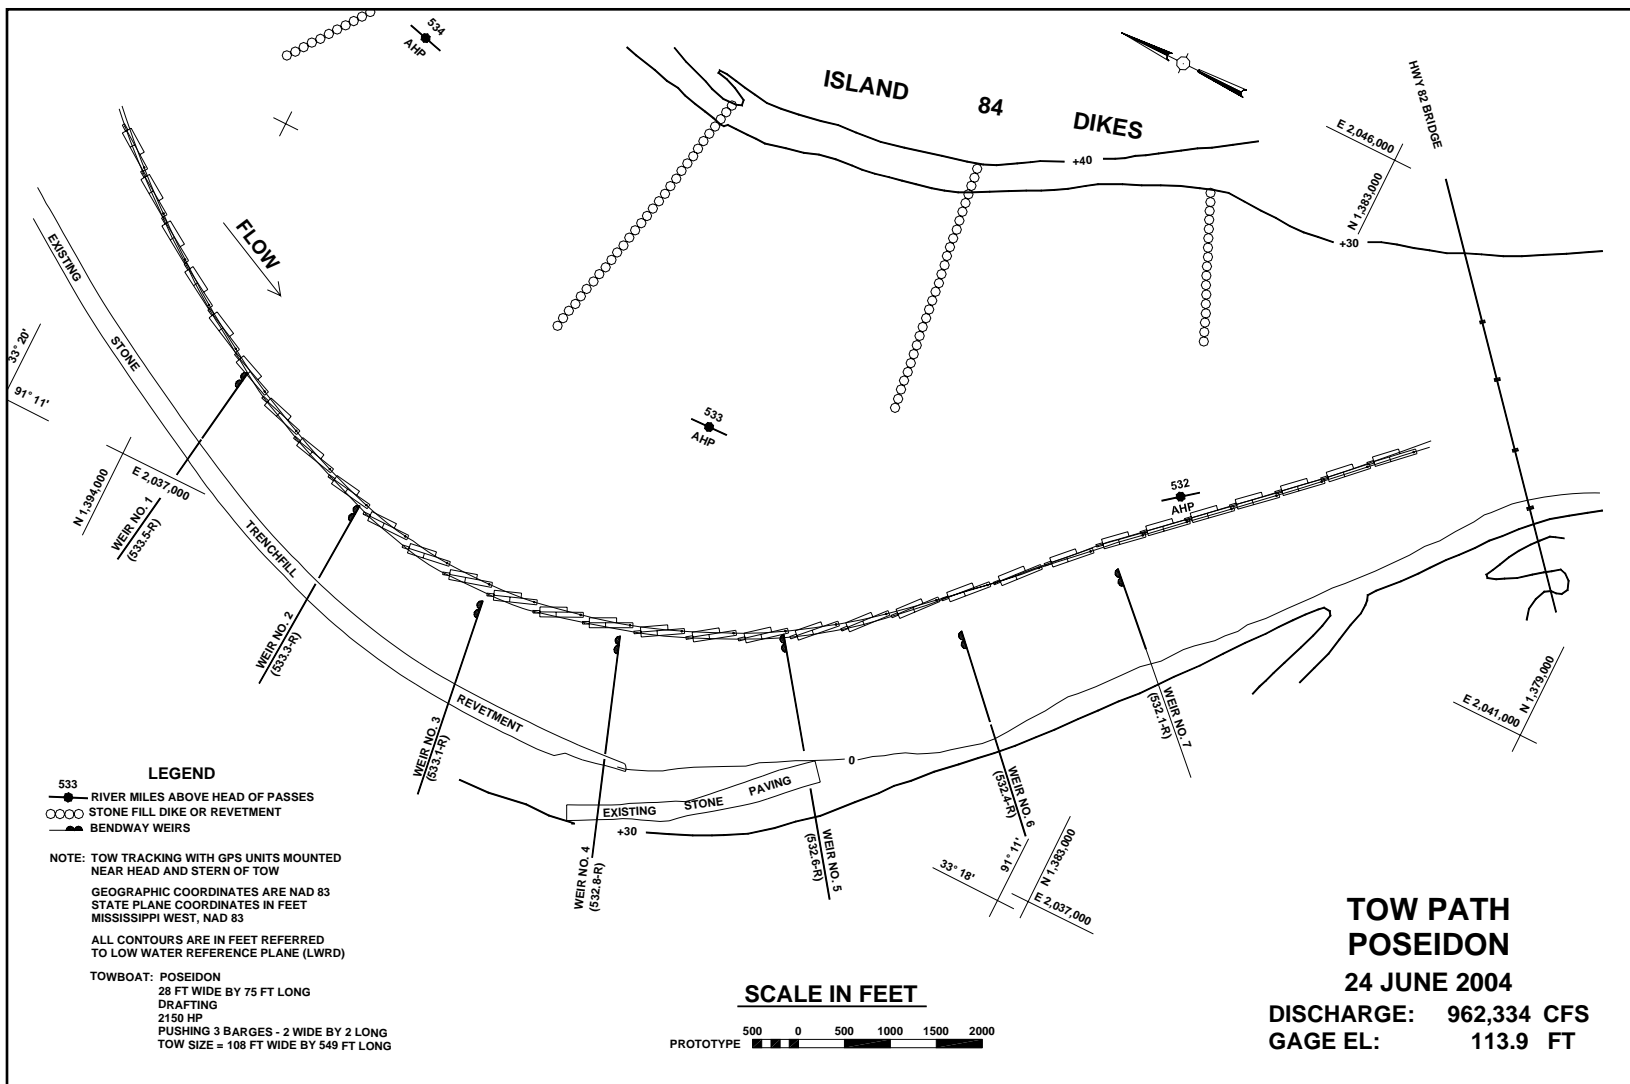 534
AHP
ISLAND 84 DIKES
HWY 82 BRIDGE
E 2,046,000
N 1,383,000
+40
+30
FLOW
EXISTING
STONE
TRENCHFILL
REVETMENT
33° 20'
91° 11'
N 1,394,000
E 2,037,000
533
AHP
532
AHP
WEIR NO. 1
(533.5-R)
WEIR NO. 2
(533.3-R)
WEIR NO. 3
(533.1-R)
WEIR NO. 4
(532.8-R)
WEIR NO. 5
(532.6-R)
WEIR NO. 6
(532.4-R)
WEIR NO. 7
(532.1-R)
0
EXISTING STONE PAVING
+30
E 2,041,000
N 1,379,000
33° 18'
91° 11'
N 1,383,000
E 2,037,000
LEGEND
533
RIVER MILES ABOVE HEAD OF PASSES
STONE FILL DIKE OR REVETMENT
BENDWAY WEIRS
NOTE: TOW TRACKING WITH GPS UNITS MOUNTED
NEAR HEAD AND STERN OF TOW
GEOGRAPHIC COORDINATES ARE NAD 83
STATE PLANE COORDINATES IN FEET
MISSISSIPPI WEST, NAD 83
ALL CONTOURS ARE IN FEET REFERRED
TO LOW WATER REFERENCE PLANE (LWRD)
TOWBOAT: POSEIDON
28 FT WIDE BY 75 FT LONG
DRAFTING
2150 HP
PUSHING 3 BARGES - 2 WIDE BY 2 LONG
TOW SIZE = 108 FT WIDE BY 549 FT LONG
SCALE IN FEET
PROTOTYPE 500 0 500 1000 1500 2000
TOW PATH
POSEIDON
24 JUNE 2004
DISCHARGE: 962,334 CFS
GAGE EL: 113.9 FT